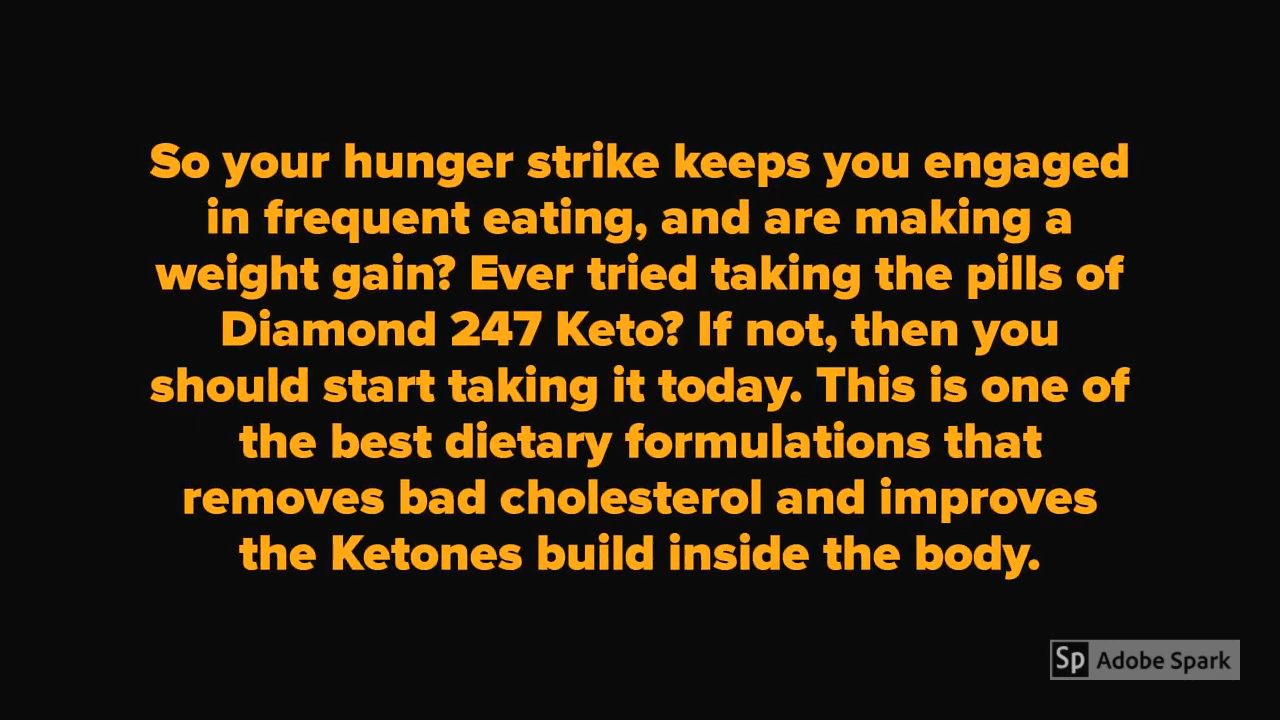 So your hunger strike keeps you engaged
in frequent eating, and are making a
weight gain? Ever tried taking the pills of
Diamond 247 Keto? If not, then you
should start taking it today. This is one of
the best dietary formulations that
removes bad cholesterol and improves
the Ketones build inside the body.
Sp Adobe Spark